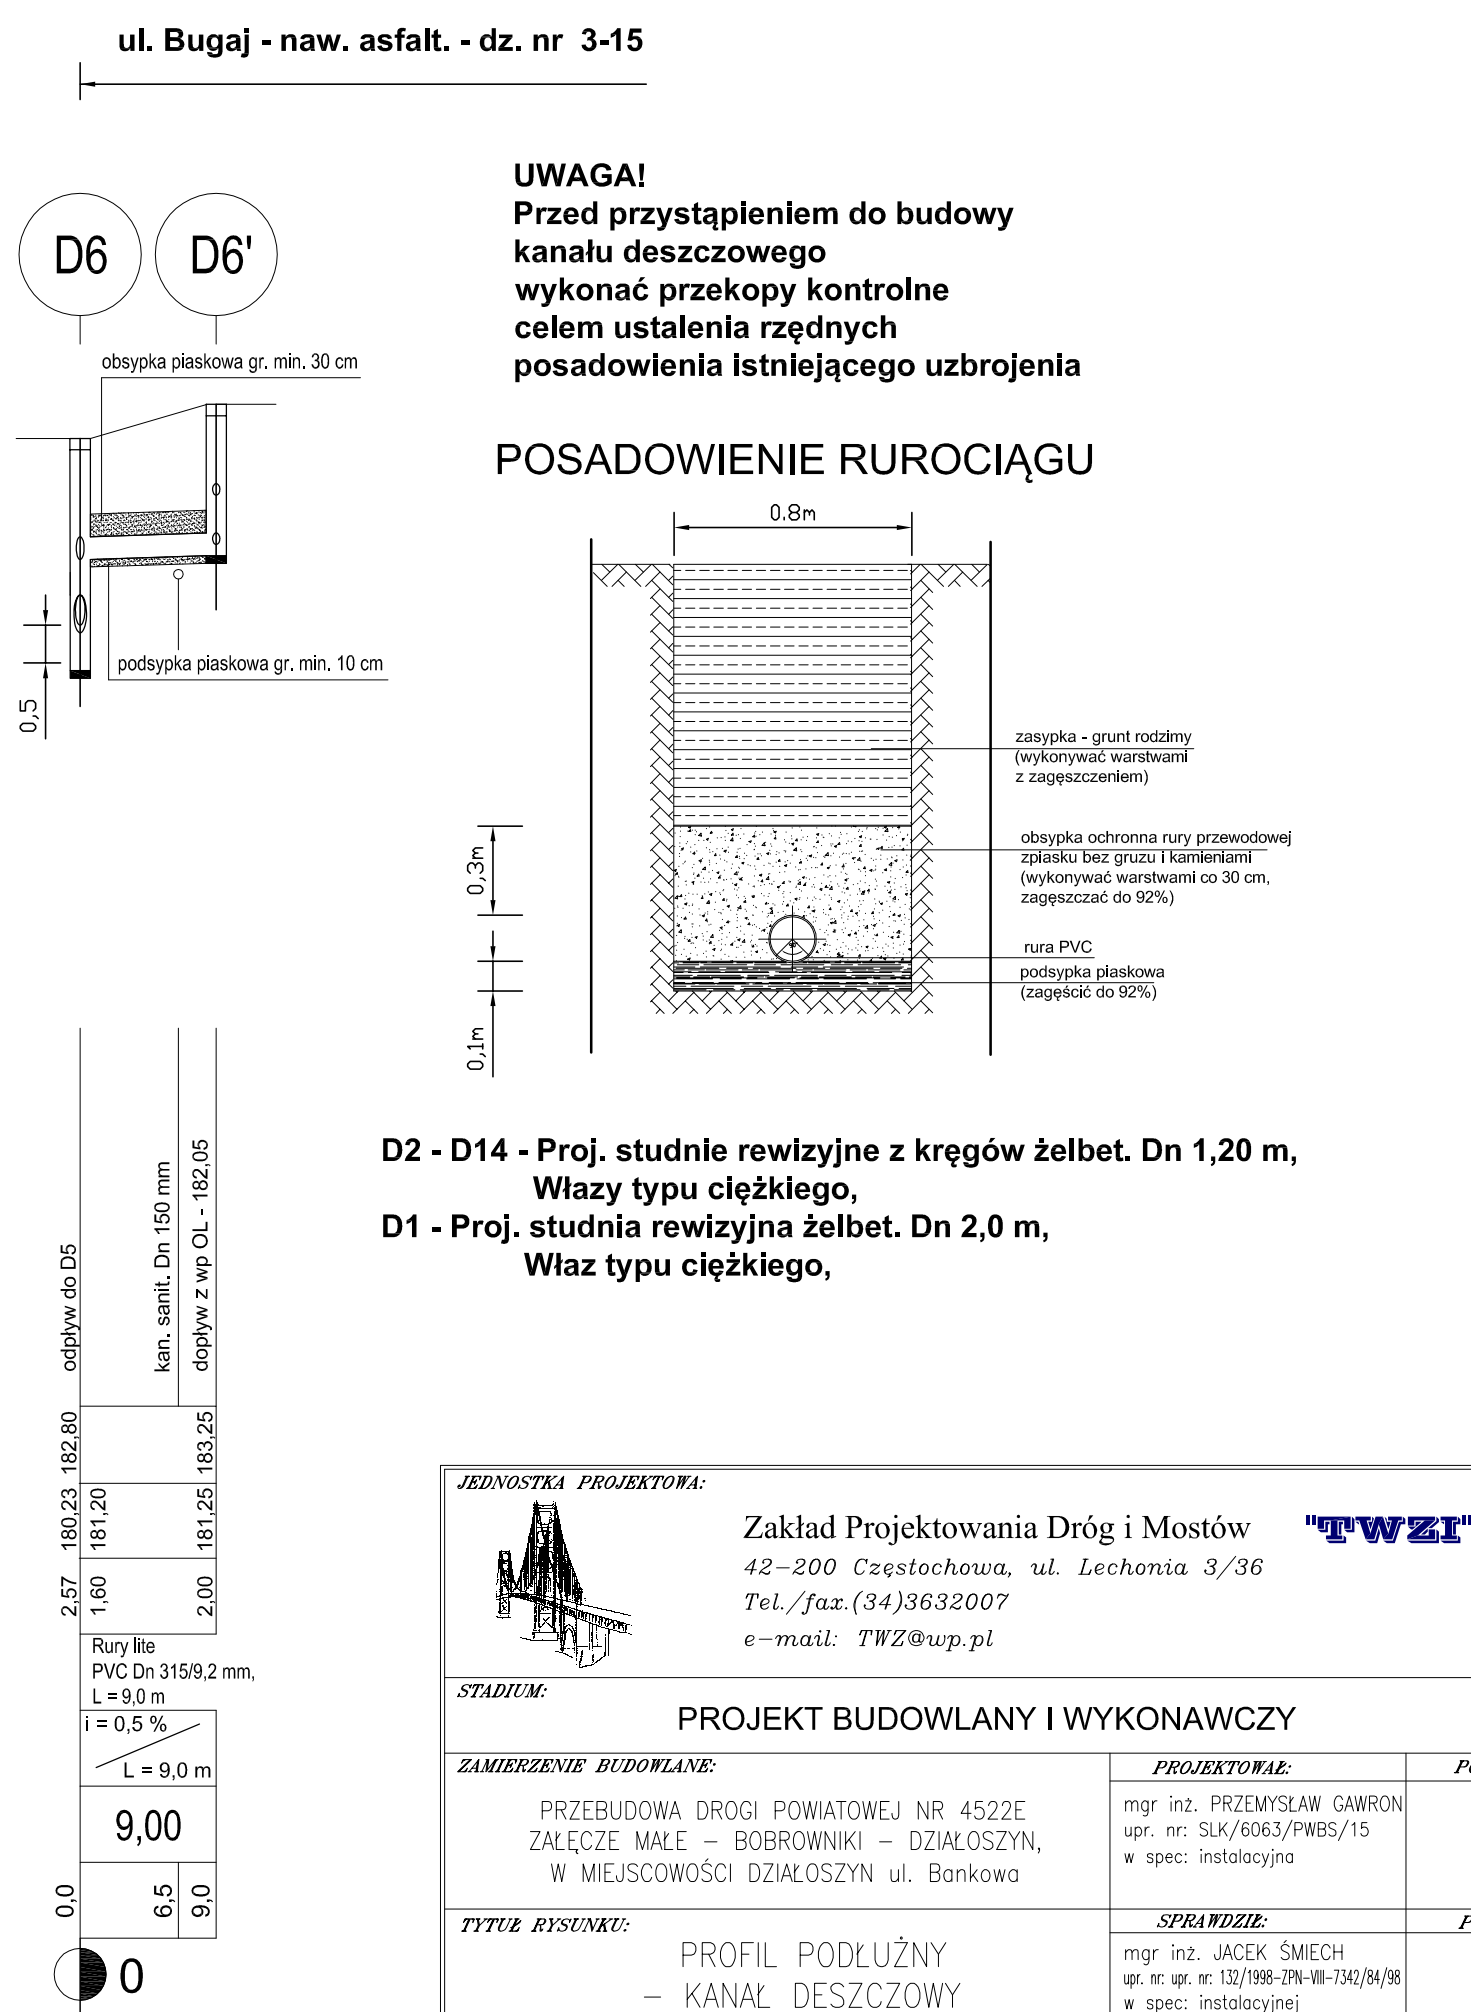 ul. Bugaj - naw. asfalt. - dz. nr 3-15
D6
D6'
UWAGA!
Przed przystąpieniem do budowy
kanału deszczowego
wykonać przekopy kontrolne
celem ustalenia rzędnych
posadowienia istniejącego uzbrojenia
obsypka piaskowa gr. min. 30 cm
podsypka piaskowa gr. min. 10 cm
0,5
POSADOWIENIE RUROCIĄGU
0.8m
zasypka - grunt rodzimy
(wykonywać warstwami
z zagęszczeniem)
obsypka ochronna rury przewodowej
zpiasku bez gruzu i kamieniami
(wykonywać warstwami co 30 cm,
zagęszczać do 92%)
rura PVC
podsypka piaskowa
(zagęścić do 92%)
0,3m
0,1m
D2 - D14 - Proj. studnie rewizyjne z kręgów żelbet. Dn 1,20 m,
Włazy typu ciężkiego,
D1 - Proj. studnia rewizyjna żelbet. Dn 2,0 m,
Właz typu ciężkiego,
odpływ do D5
kan. sanit. Dn 150 mm
dopływ z wp OL - 182,05
182,80
183,25
180,23
181,20
181,25
2,57
1,60
2,00
Rury lite
PVC Dn 315/9,2 mm,
L = 9,0 m
i = 0,5 %
L = 9,0 m
9,00
0,0
6,5
9,0
0
JEDNOSTKA PROJEKTOWA:
Zakład Projektowania Dróg i Mostów "TWZI"
42-200 Częstochowa, ul. Lechonia 3/36
Tel./fax.(34)3632007
e-mail: TWZ@wp.pl
STADIUM:
PROJEKT BUDOWLANY I WYKONAWCZY
ZAMIERZENIE BUDOWLANE:
PRZEBUDOWA DROGI POWIATOWEJ NR 4522E
ZAŁĘCZE MAŁE - BOBROWNIKI - DZIAŁOSZYN,
W MIEJSCOWOŚCI DZIAŁOSZYN ul. Bankowa
PROJEKTOWAŁ:
mgr inż. PRZEMYSŁAW GAWRON
upr. nr: SLK/6063/PWBS/15
w spec: instalacyjna
TYTUŁ RYSUNKU:
PROFIL PODŁUŻNY
- KANAŁ DESZCZOWY
SPRAWDZIŁ:
mgr inż. JACEK ŚMIECH
upr. nr: upr. nr: 132/1998-ZPN-VIII-7342/84/98
w spec: instalacyjnej